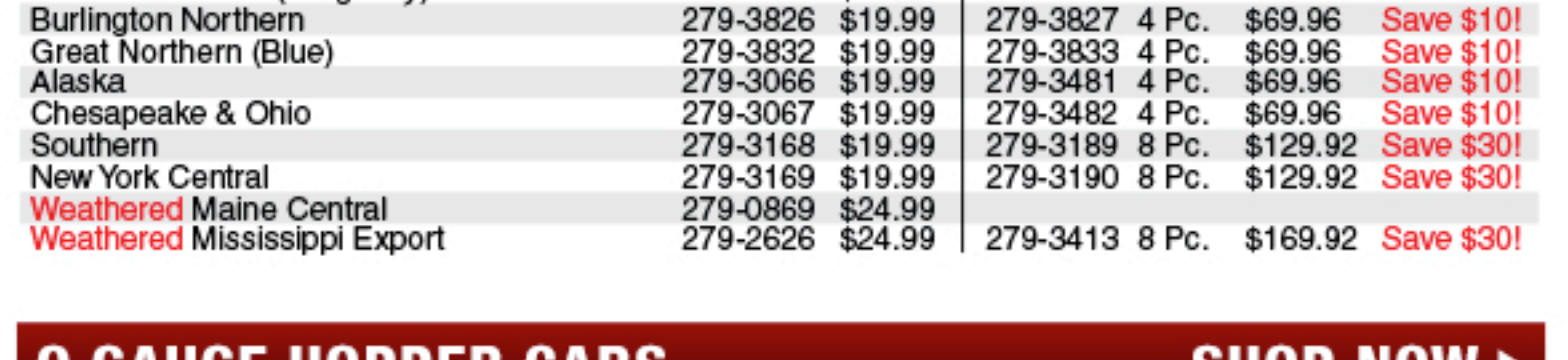 Burlington Northern 279-3826 $19.99 279-3827 4 Pc. $69.96 Save $10!
Great Northern (Blue) 279-3832 $19.99 279-3833 4 Pc. $69.96 Save $10!
Alaska 279-3066 $19.99 279-3481 4 Pc. $69.96 Save $10!
Chesapeake & Ohio 279-3067 $19.99 279-3482 4 Pc. $69.96 Save $10!
Southern 279-3168 $19.99 279-3189 8 Pc. $129.92 Save $30!
New York Central 279-3169 $19.99 279-3190 8 Pc. $129.92 Save $30!
Weathered Maine Central 279-0869 $24.99
Weathered Mississippi Export 279-2626 $24.99 279-3413 8 Pc. $169.92 Save $30!
GAUGE HOPPER CARS SHOP NOW